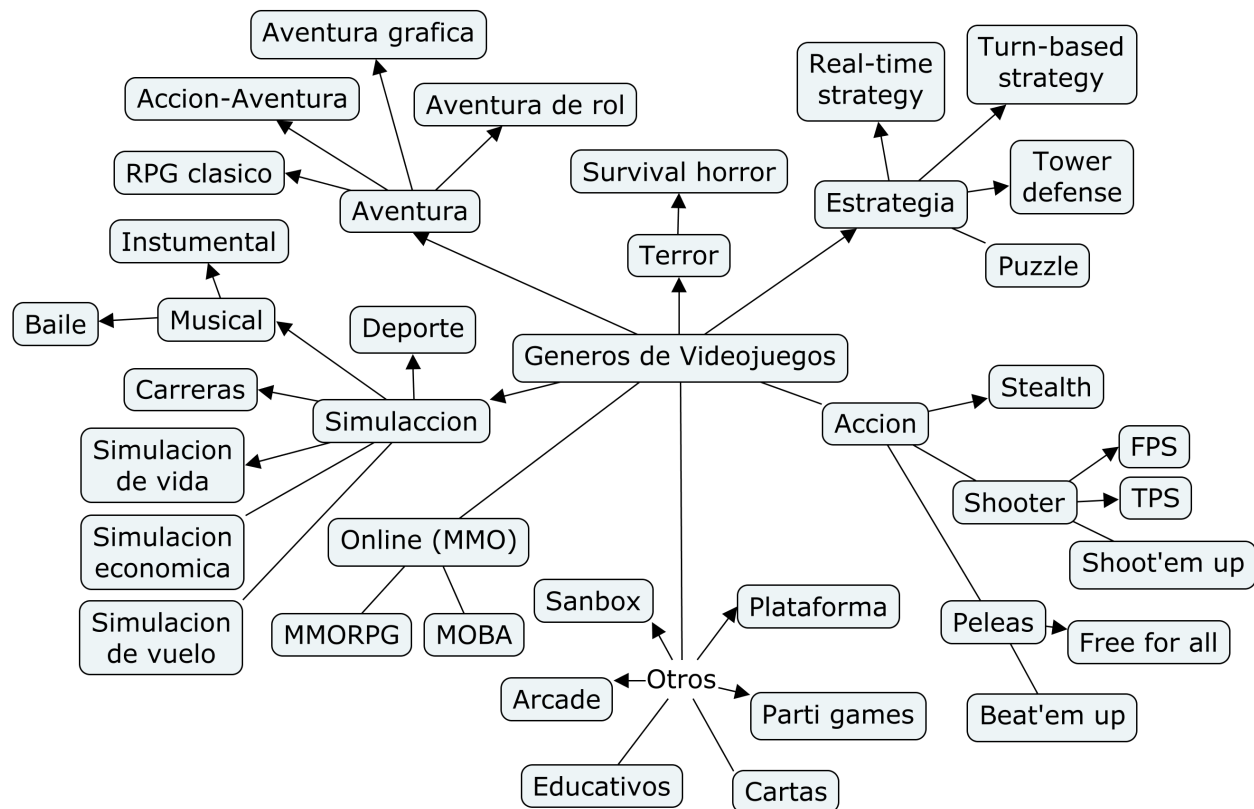 Aventura grafica
Turn-based
strategy
Real-time
strategy
Accion-Aventura
Aventura de rol
Survival horror
Tower
defense
RPG clasico
Aventura
Estrategia
Instumental
Terror
Puzzle
Baile
Musical
Deporte
Generos de Videojuegos
Carreras
Stealth
Simulaccion
Accion
Simulacion
de vida
FPS
Shooter
TPS
Simulacion
economica
Online (MMO)
Shoot'em up
Sanbox
Plataforma
Simulacion
de vuelo
MMORPG
MOBA
Peleas
Free for all
Otros
Arcade
Parti games
Beat'em up
Educativos
Cartas